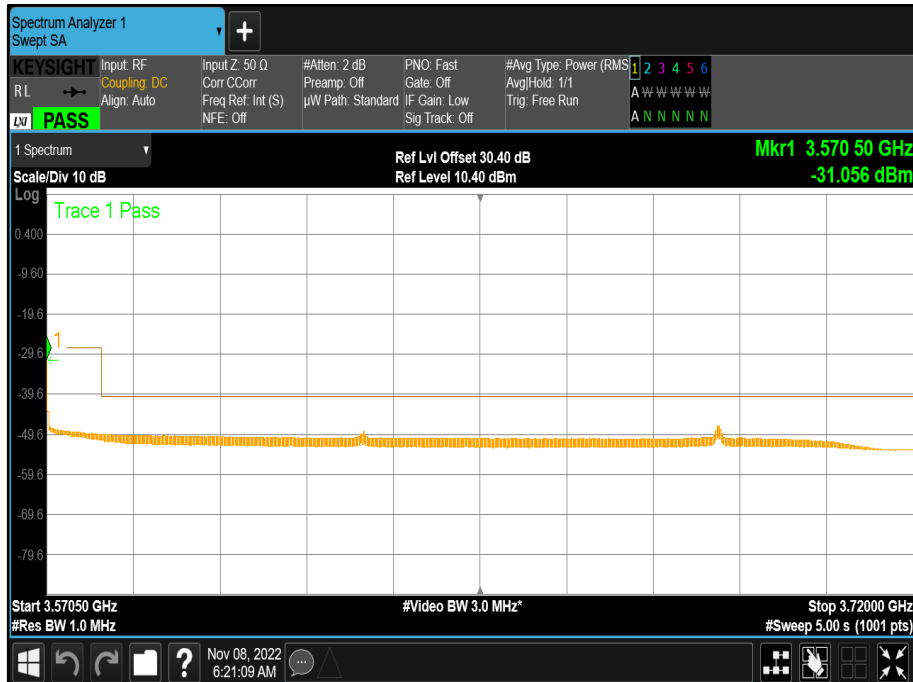 Spectrum Analyzer 1
Swept SA
+
KEYSIGHT
RL
LXI PASS
Input: RF
Coupling: DC
Align: Auto
Input Z: 50 Ω
Corr CCorr
Freq Ref: Int (S)
NFE: Off
#Atten: 2 dB
Preamp: Off
µW Path: Standard
PNO: Fast
Gate: Off
IF Gain: Low
Sig Track: Off
#Avg Type: Power (RMS
Avg|Hold: 1/1
Trig: Free Run
1 2 3 4 5 6
A W W W W W
A N N N N N
1 Spectrum
Scale/Div 10 dB
Ref Lvl Offset 30.40 dB
Ref Level 10.40 dBm
Mkr1 3.570 50 GHz
-31.056 dBm
Log
Trace 1 Pass
0.400
-9.60
-19.6
1
-29.6
-39.6
-49.6
-59.6
-69.6
-79.6
Start 3.57050 GHz
#Res BW 1.0 MHz
#Video BW 3.0 MHz*
Stop 3.72000 GHz
#Sweep 5.00 s (1001 pts)
?
Nov 08, 2022
6:21:09 AM